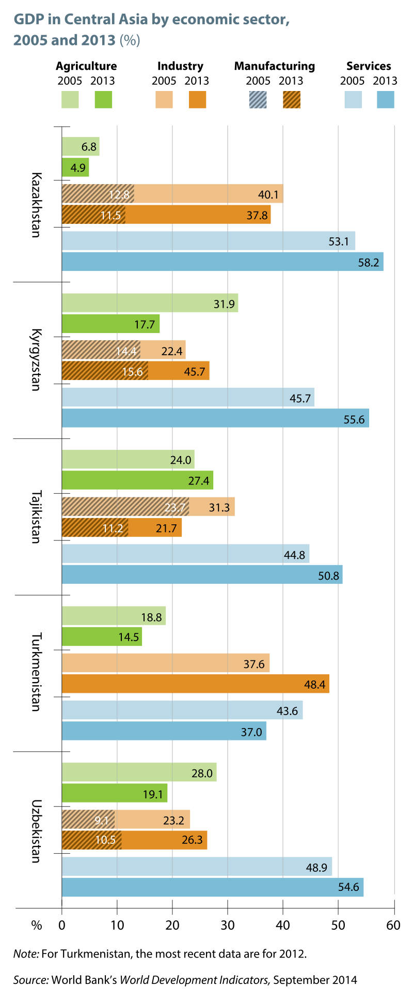 GDP in Central Asia by economic sector,
2005 and 2013 (%)
Agriculture Industry Manufacturing Services
2005 2013 2005 2013 2005 2013 2005 2013
Kazakhstan
6.8
4.9
12.8 40.1
11.5 37.8
53.1
58.2
Kyrgyzstan
31.9
17.7
14.4 22.4
15.6 45.7
45.7
55.6
Tajikistan
24.0
27.4
23.7 31.3
11.2 21.7
44.8
50.8
Turkmenistan
18.8
14.5
37.6
48.4
43.6
37.0
Uzbekistan
28.0
19.1
9.1 23.2
10.5 26.3
48.9
54.6
% 0 10 20 30 40 50 60
Note: For Turkmenistan, the most recent data are for 2012.
Source: World Bank’s World Development Indicators, September 2014